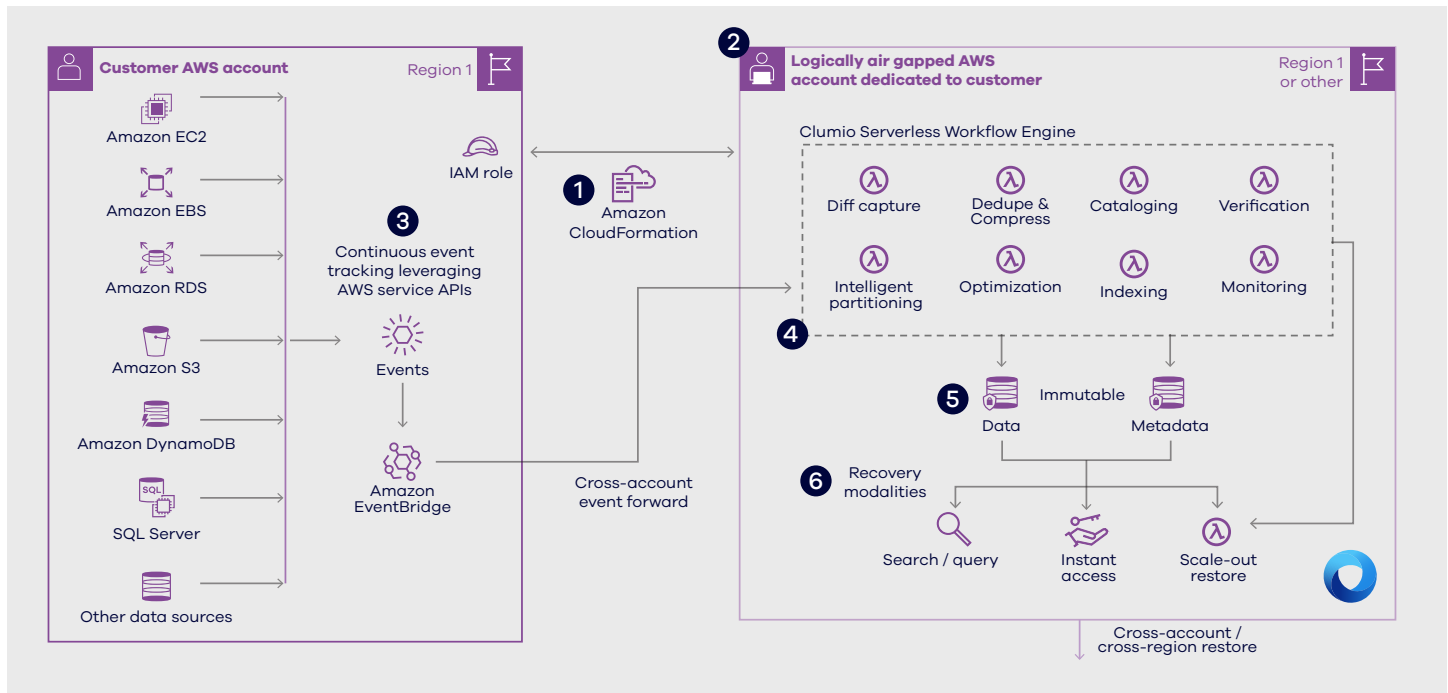 Customer AWS account
Region 1
Amazon EC2
Amazon EBS
Amazon RDS
Amazon S3
Amazon DynamoDB
SQL
SQL Server
Other data sources
IAM role
3
Continuous event
tracking leveraging
AWS service APIs
Events
Amazon
EventBridge
1
Amazon
CloudFormation
Cross-account
event forward
2
Logically air gapped AWS
account dedicated to customer
Region 1
or other
Clumio Serverless Workflow Engine
λ λ λ λ
Diff capture
Dedupe &
Compress
Cataloging
Verification
λ λ λ λ
Intelligent
partitioning
Optimization
Indexing
Monitoring
4
5
Immutable
Data
Metadata
6
Recovery
modalities
λ
Search / query
Instant
access
Scale-out
restore
Cross-account /
cross-region restore